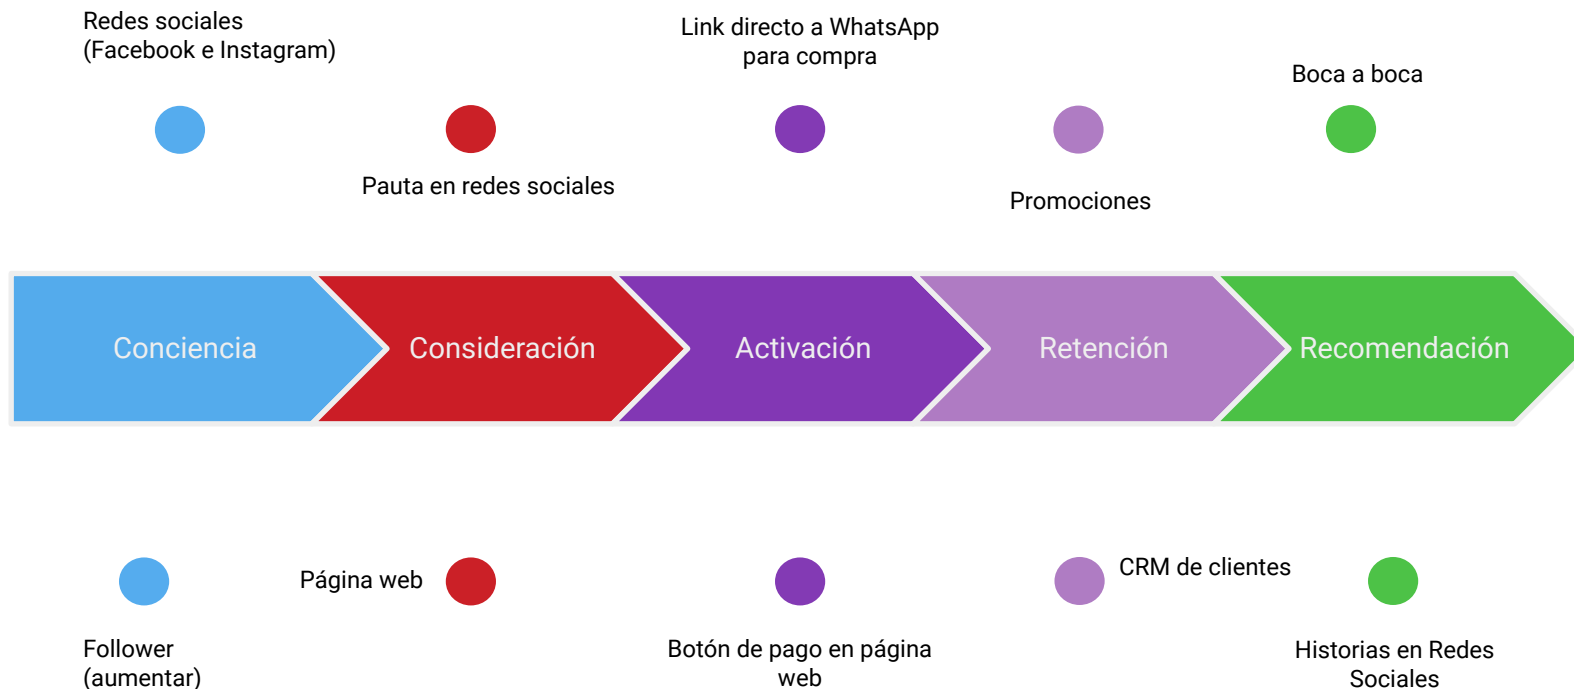 Redes sociales
(Facebook e Instagram)
Link directo a WhatsApp
para compra
Boca a boca
Pauta en redes sociales
Promociones
Conciencia
Consideración
Activación
Retención
Recomendación
Página web
CRM de clientes
Follower
(aumentar)
Botón de pago en página
web
Historias en Redes
Sociales